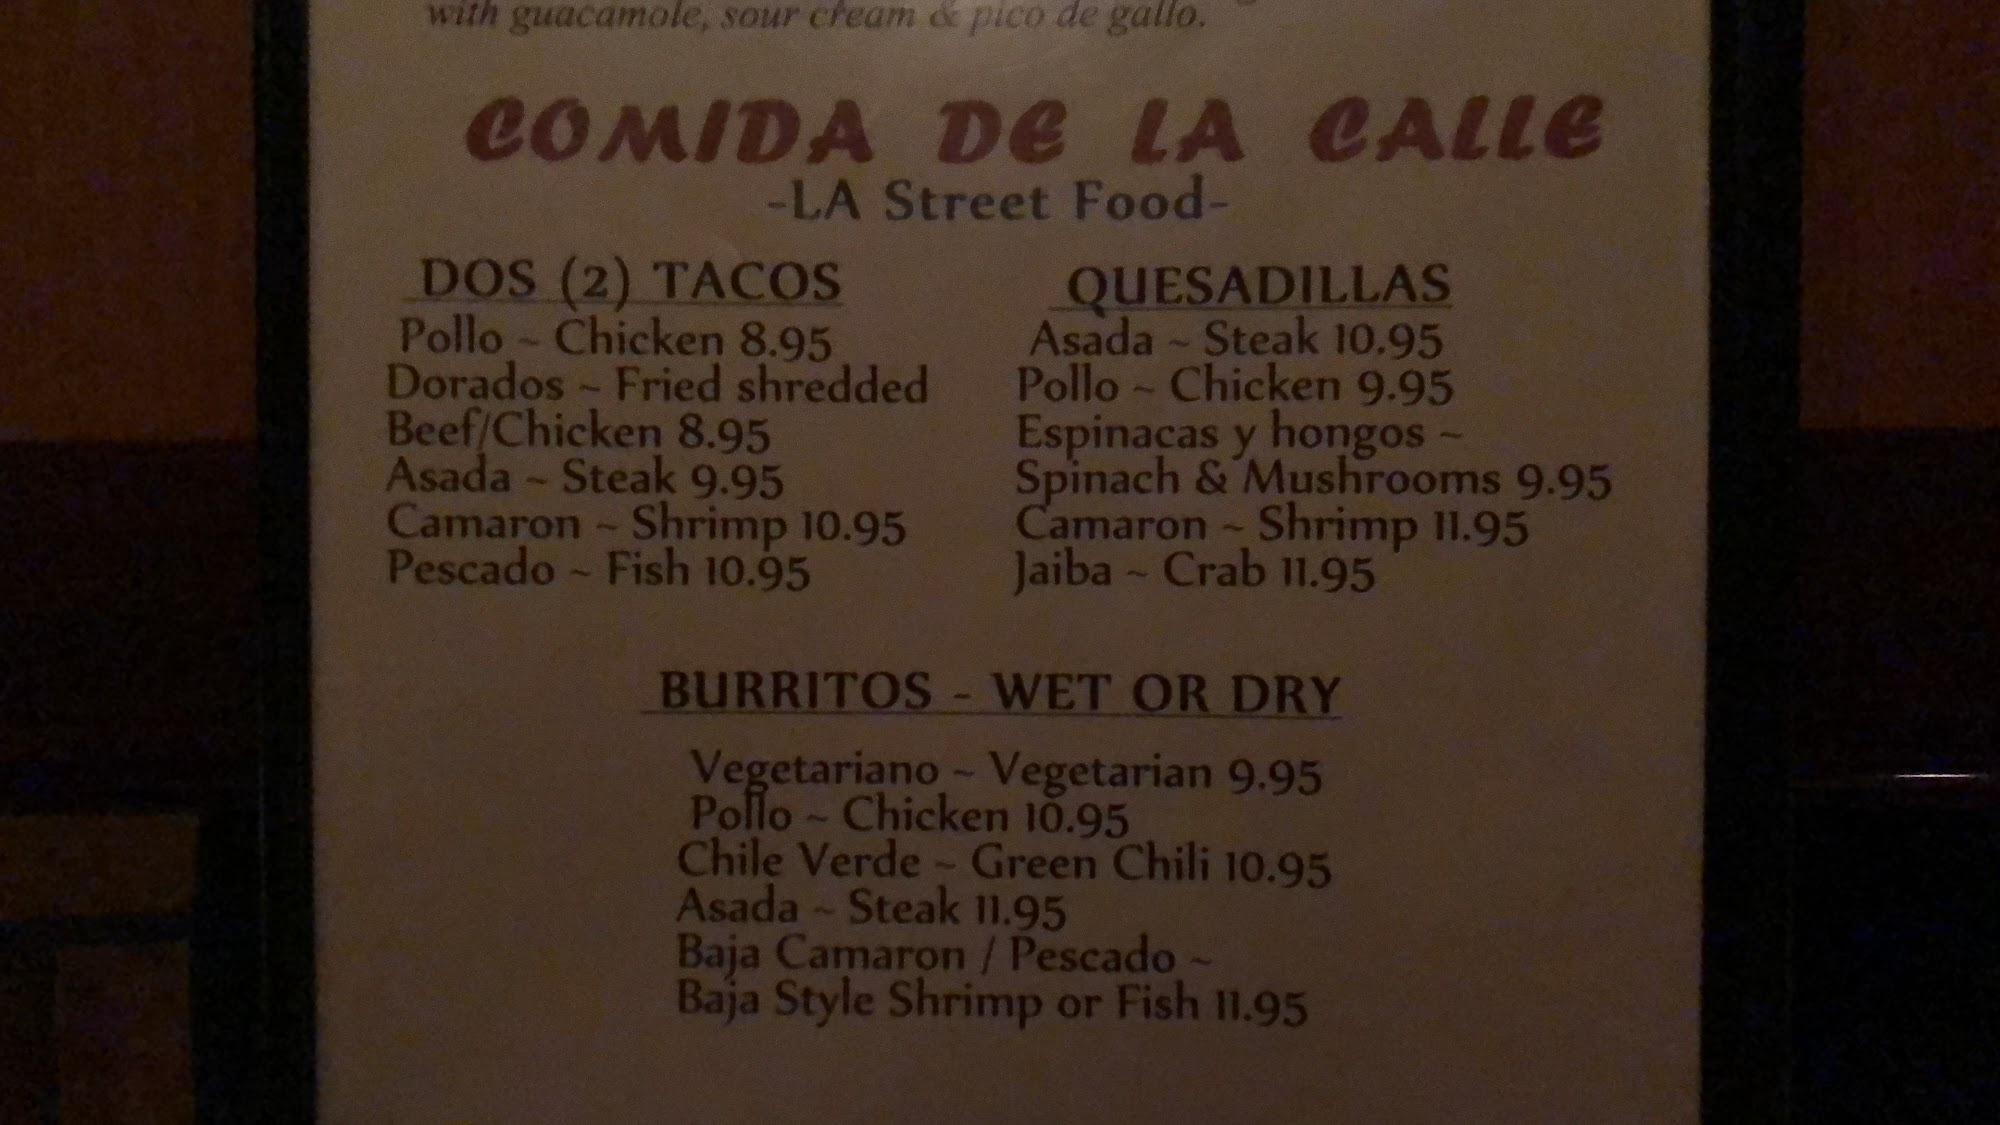 with guacamole, sour cream & pico de gallo.
COMIDA DE LA CALLE
-LA Street Food-
DOS (2) TACOS
Pollo ~ Chicken 8.95
Dorados ~ Fried shredded
Beef/Chicken 8.95
Asada ~ Steak 9.95
Camaron ~ Shrimp 10.95
Pescado ~ Fish 10.95
QUESADILLAS
Asada ~ Steak 10.95
Pollo ~ Chicken 9.95
Espinacas y hongos ~
Spinach & Mushrooms 9.95
Camaron ~ Shrimp 11.95
Jaiba ~ Crab 11.95
BURRITOS - WET OR DRY
Vegetariano ~ Vegetarian 9.95
Pollo ~ Chicken 10.95
Chile Verde ~ Green Chili 10.95
Asada ~ Steak 11.95
Baja Camaron / Pescado ~
Baja Style Shrimp or Fish 11.95